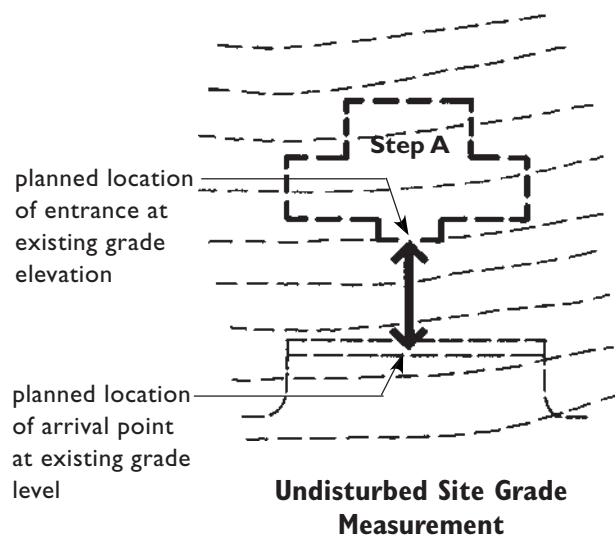 Step A
planned location
of entrance at
existing grade
elevation
planned location
of arrival point
at existing grade
level
Undisturbed Site Grade
Measurement